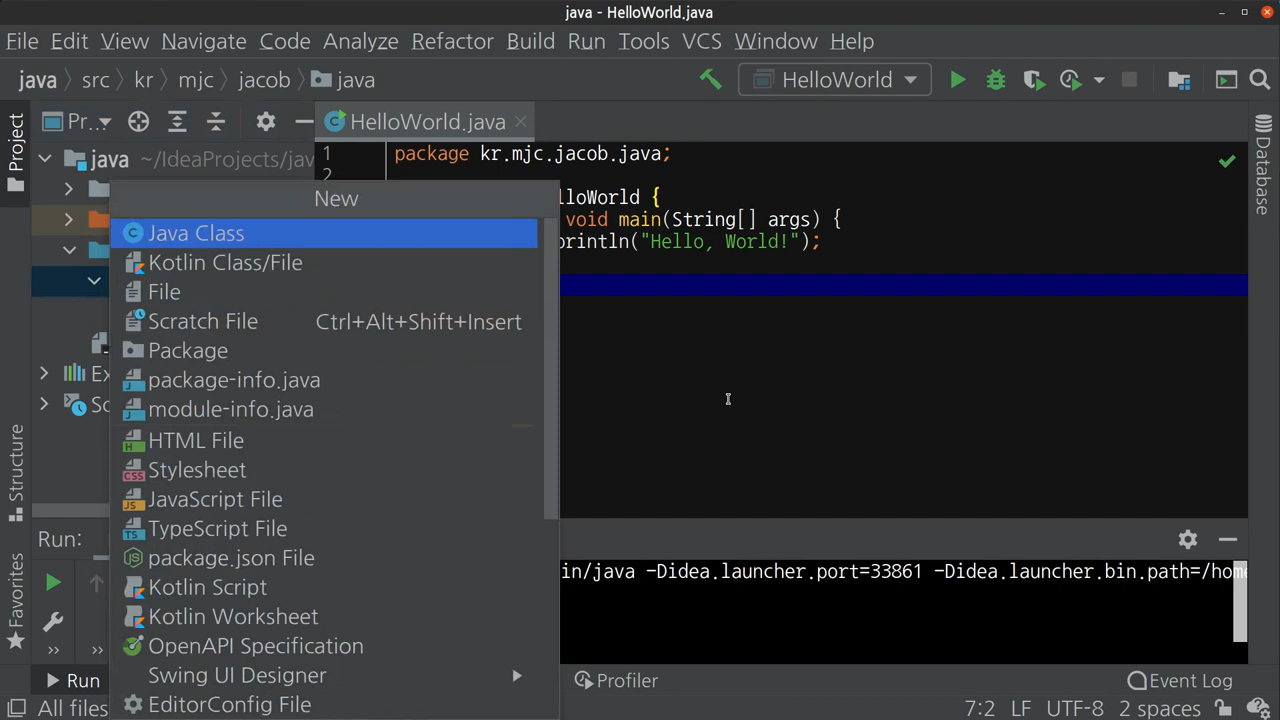 java - HelloWorld.java
File Edit View Navigate Code Analyze Refactor Build Run Tools VCS Window Help
java src kr mjc jacob java HelloWorld
Project
Pr... HelloWorld.java
Database
java ~/IdeaProjects/jav
1 package kr.mjc.jacob.java;
2
lloWorld {
void main(String[] args) {
println("Hello, World!");
New
Java Class
Kotlin Class/File
File
Scratch File Ctrl+Alt+Shift+Insert
Package
package-info.java
module-info.java
HTML File
Stylesheet
JavaScript File
TypeScript File
package.json File
Kotlin Script
Kotlin Worksheet
OpenAPI Specification
Swing UI Designer
EditorConfig File
Ex
Sc
Structure
Favorites
Run:
in/java -Didea.launcher.port=33861 -Didea.launcher.bin.path=/home
Run Profiler Event Log
All files 7:2 LF UTF-8 2 spaces